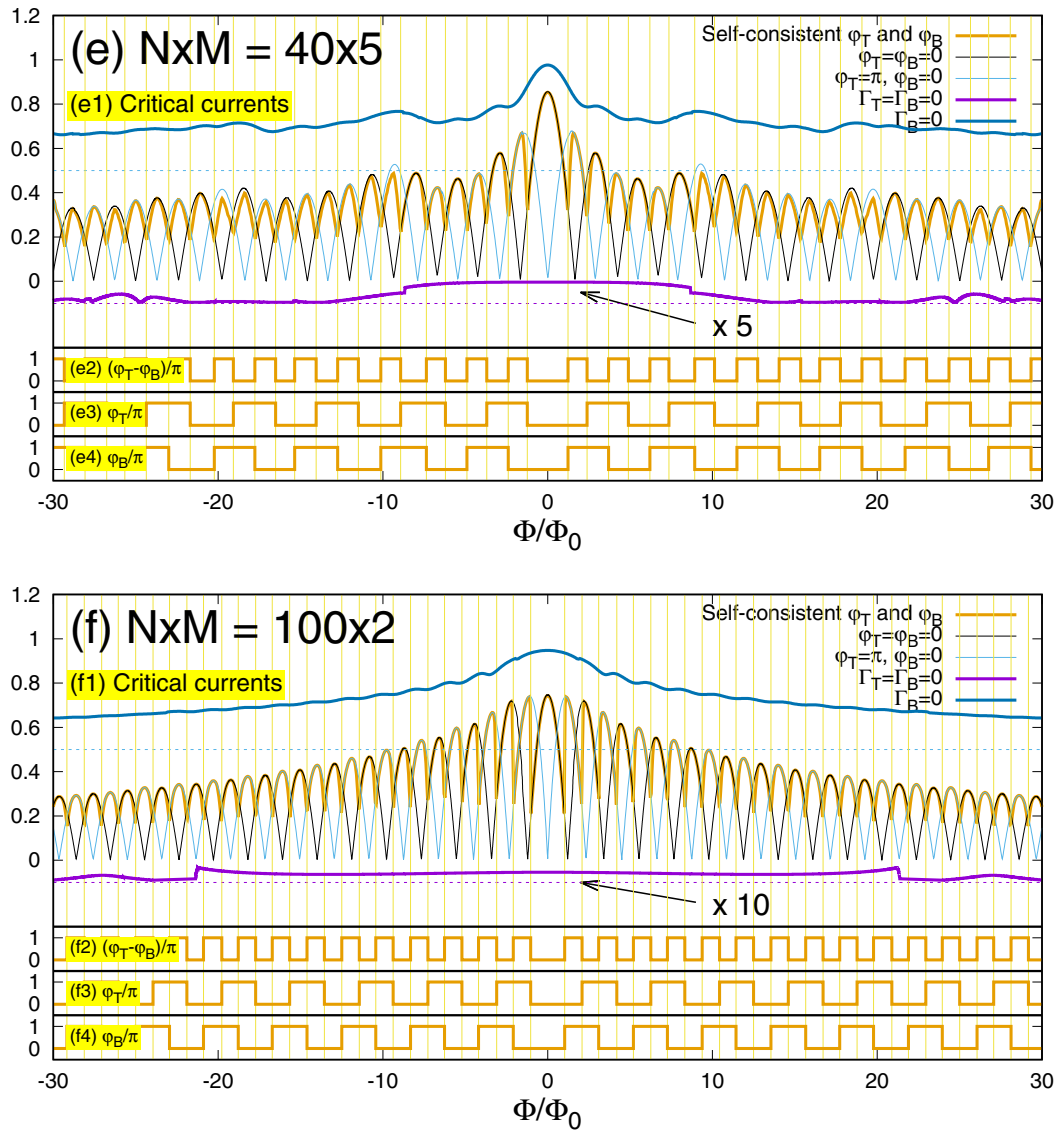 (e) NxM = 40x5
Self-consistent φT and φB
φT=φB=0
φT=π, φB=0
ΓT=ΓB=0
ΓB=0
(e1) Critical currents
1.2
1
0.8
0.6
0.4
0.2
0
x 5
(e2) (φT-φB)/π
1
0
(e3) φT/π
1
0
(e4) φB/π
1
0
-30 -20 -10 0 10 20 30
Φ/Φ0
(f) NxM = 100x2
Self-consistent φT and φB
φT=φB=0
φT=π, φB=0
ΓT=ΓB=0
ΓB=0
(f1) Critical currents
1.2
1
0.8
0.6
0.4
0.2
0
x 10
(f2) (φT-φB)/π
1
0
(f3) φT/π
1
0
(f4) φB/π
1
0
-30 -20 -10 0 10 20 30
Φ/Φ0